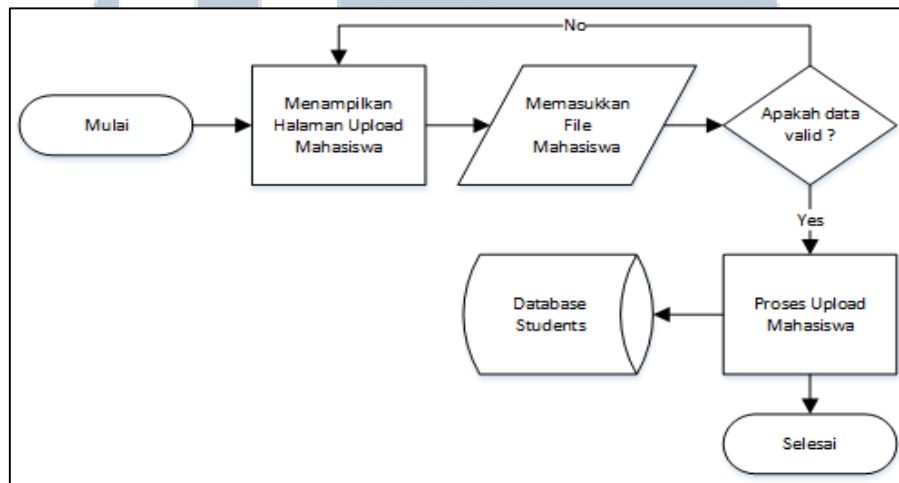 No
Mulai
Menampilkan
Halaman Upload
Mahasiswa
Memasukkan
File
Mahasiswa
Apakah data
valid ?
Yes
Database
Students
Proses Upload
Mahasiswa
Selesai